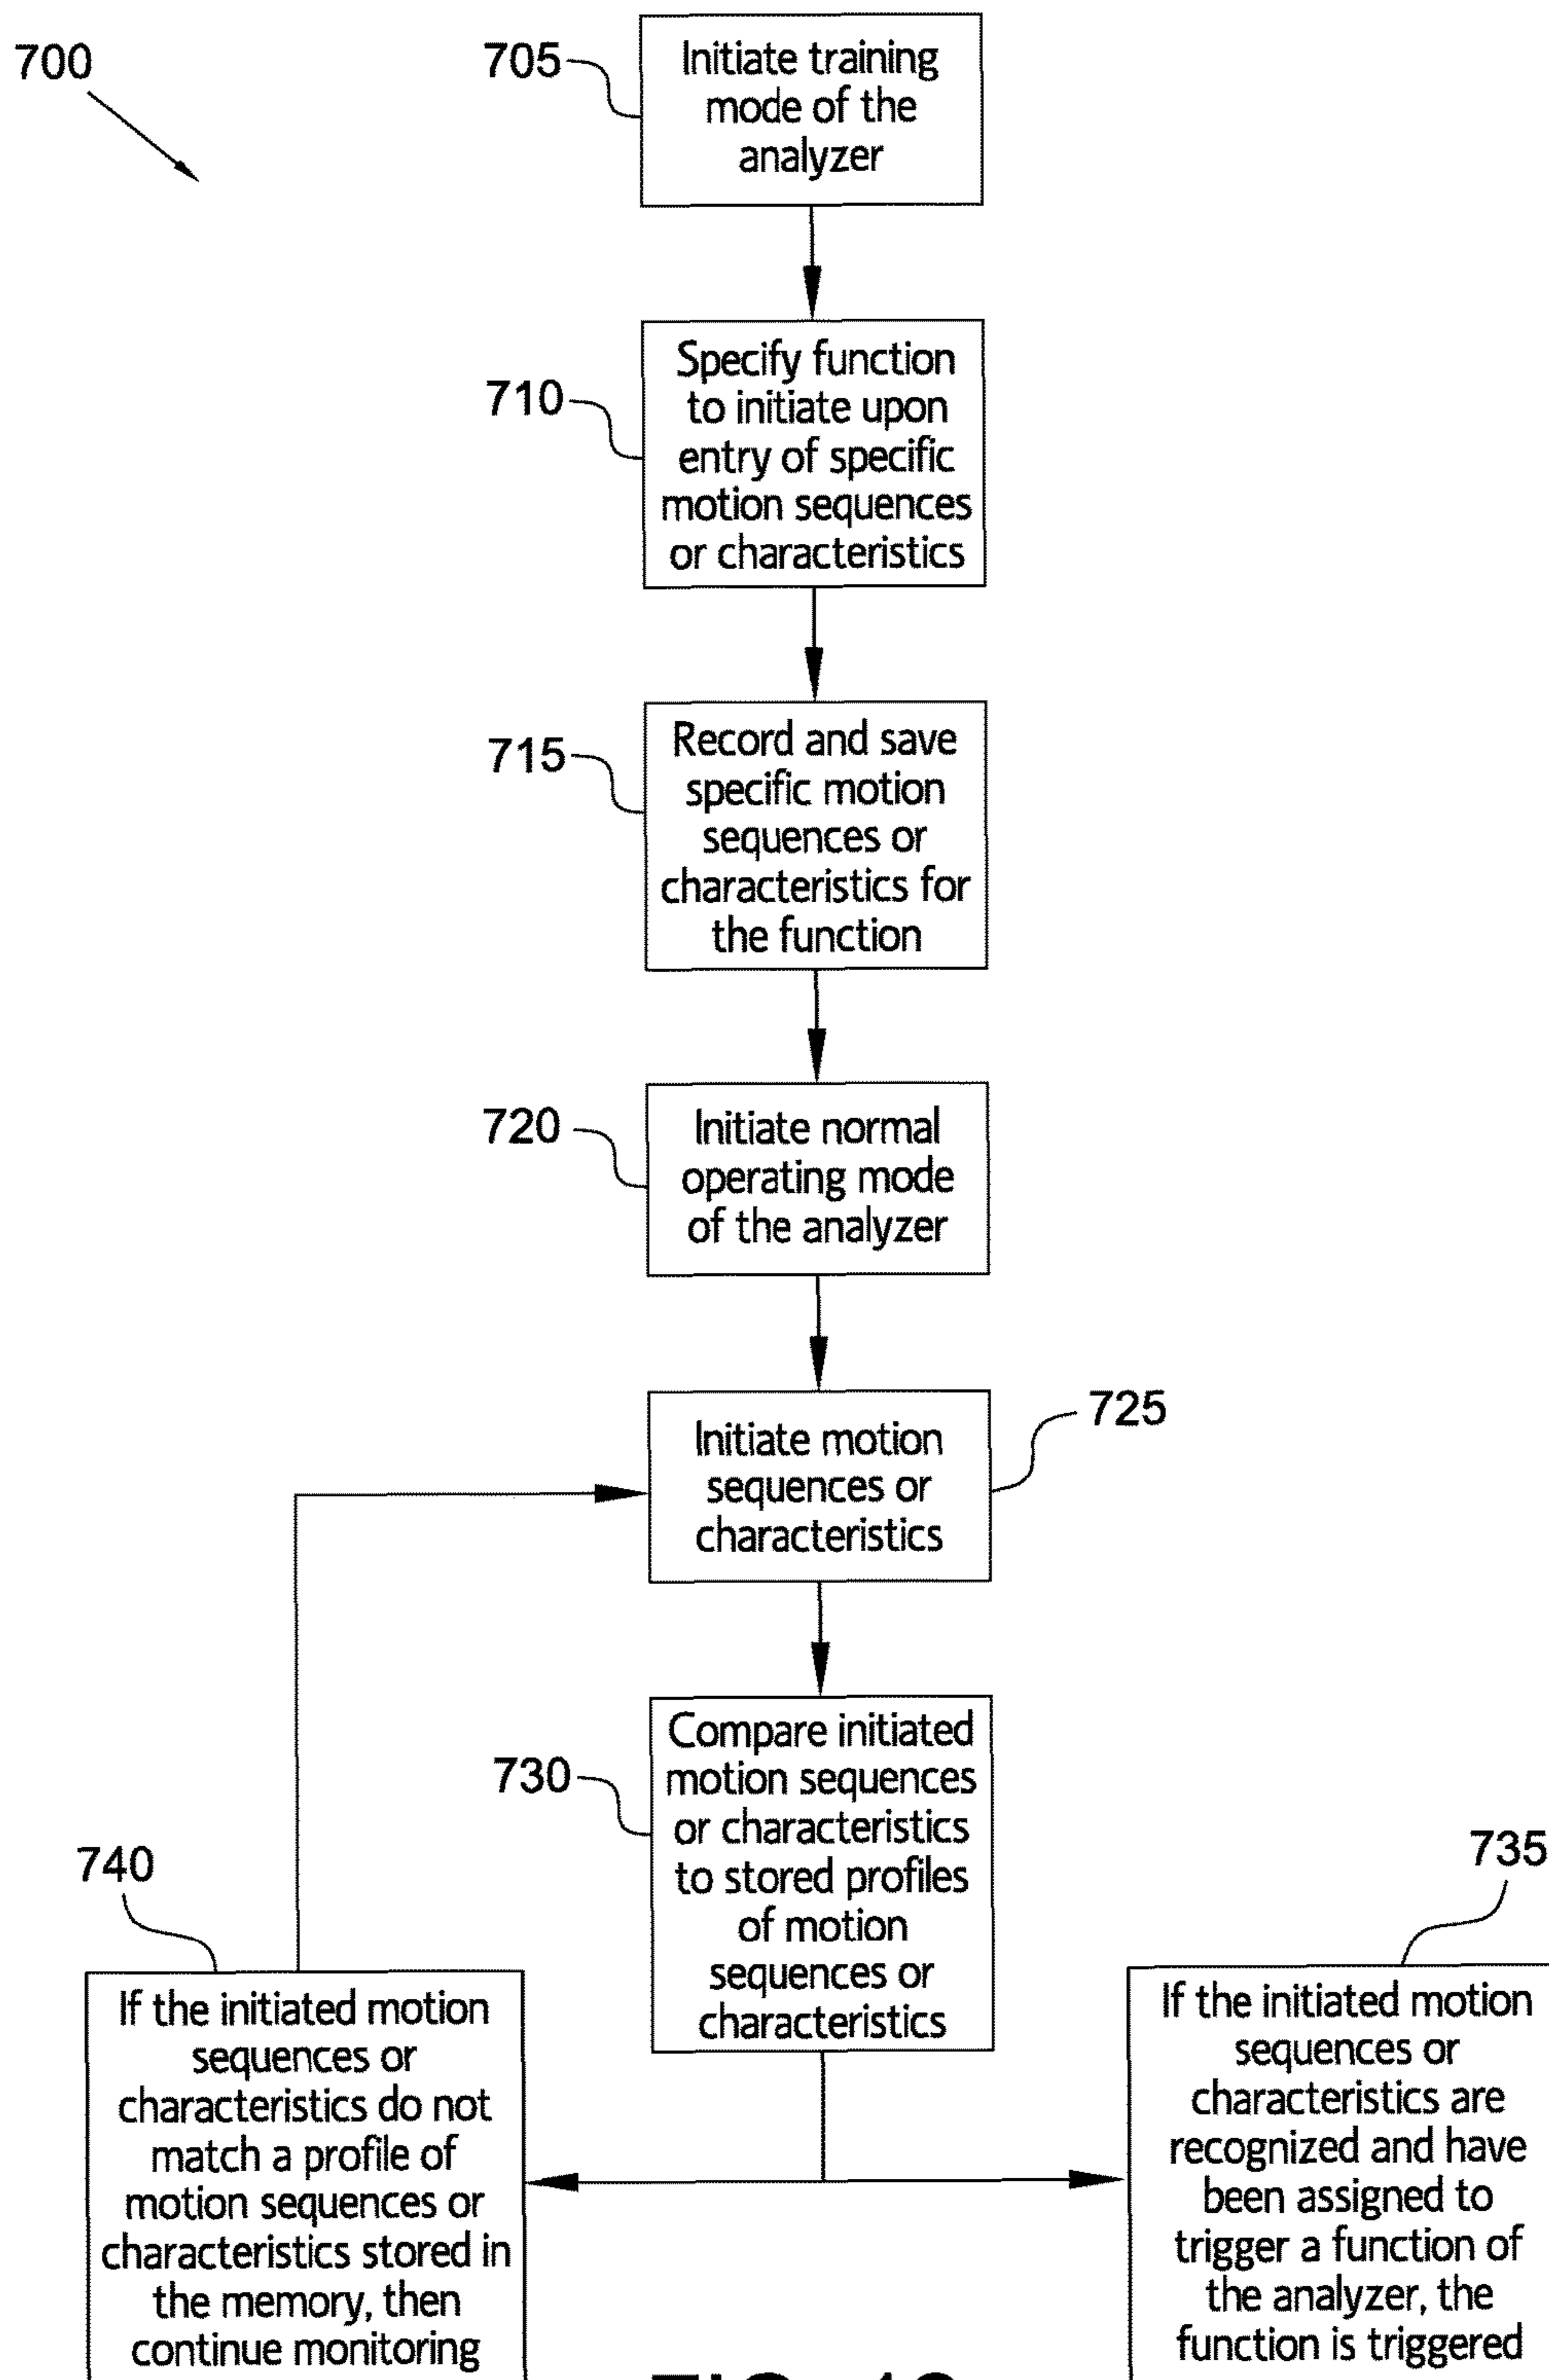 700
705
Initiate training
mode of the
analyzer
710
Specify function
to initiate upon
entry of specific
motion sequences
or characteristics
715
Record and save
specific motion
sequences or
characteristics for
the function
720
Initiate normal
operating mode
of the analyzer
725
Initiate motion
sequences or
characteristics
730
Compare initiated
motion sequences
or characteristics
to stored profiles
of motion
sequences or
characteristics
740
If the initiated motion
sequences or
characteristics do not
match a profile of
motion sequences or
characteristics stored in
the memory, then
continue monitoring
735
If the initiated motion
sequences or
characteristics are
recognized and have
been assigned to
trigger a function of
the analyzer, the
function is triggered